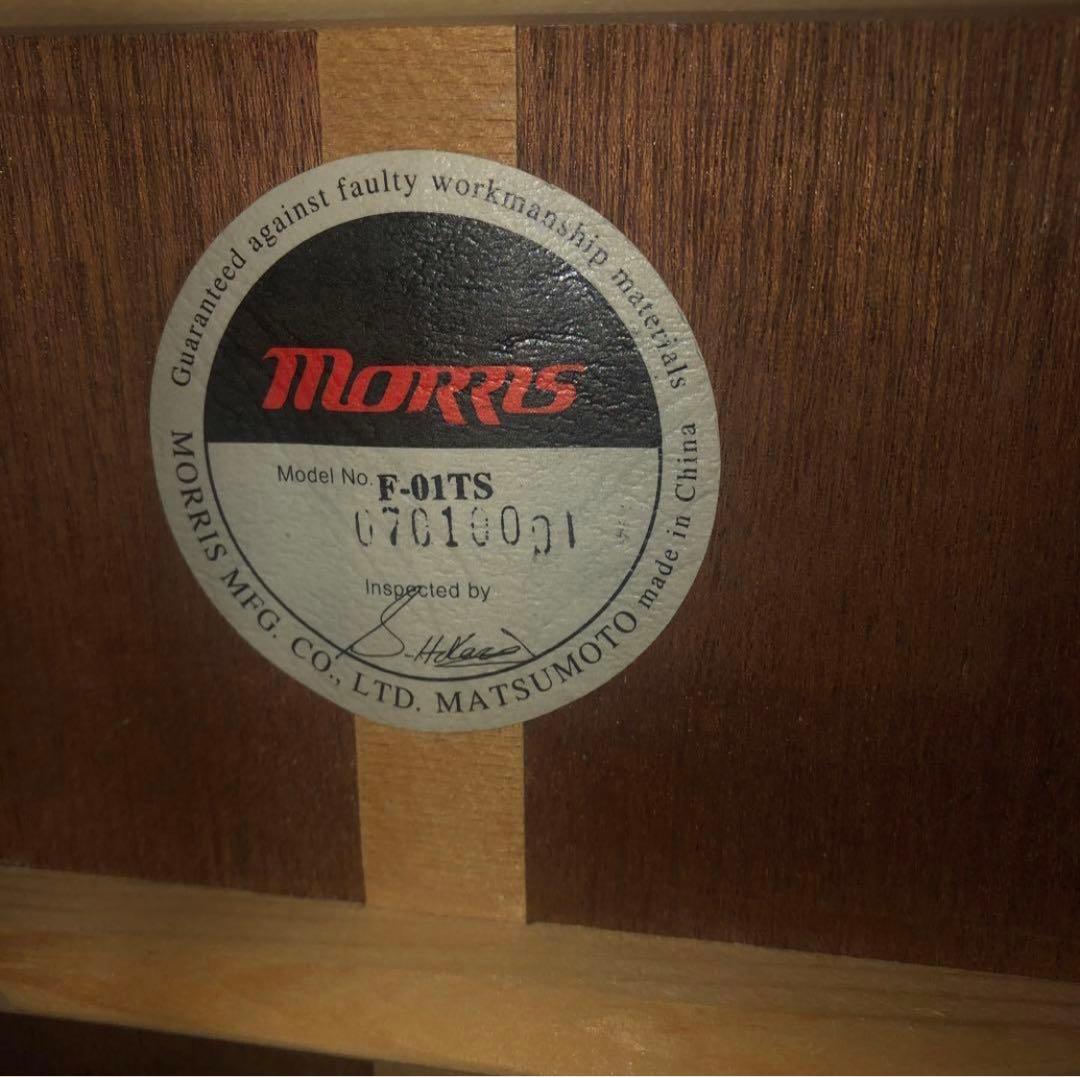 Guaranteed against faulty workmanship materials
MORRIS
Model No. F-01TS
Inspected by
MORRIS MFG. CO., LTD. MATSUMOTO made in China